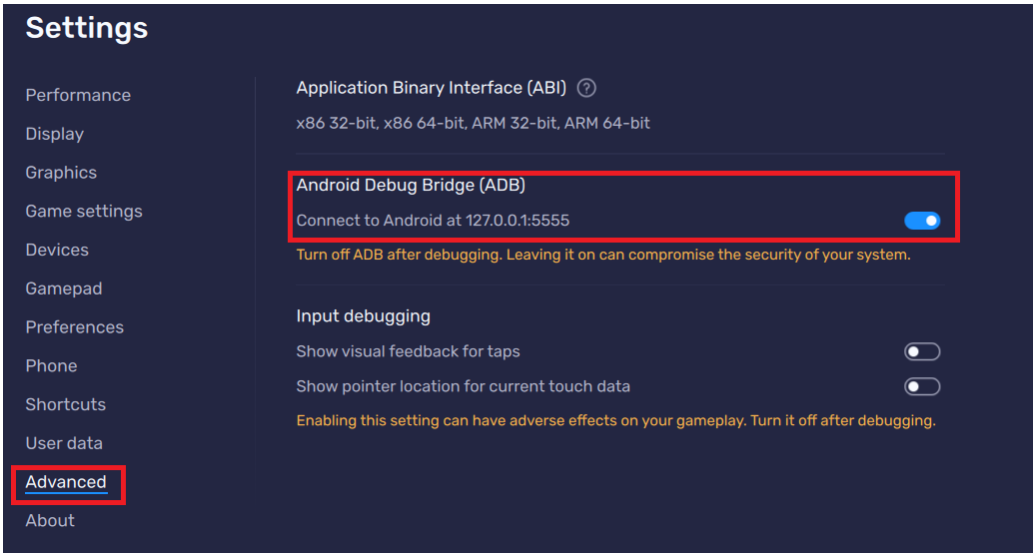 Settings
Performance
Display
Graphics
Game settings
Devices
Gamepad
Preferences
Phone
Shortcuts
User data
Advanced
About
Application Binary Interface (ABI) ?
x86 32-bit, x86 64-bit, ARM 32-bit, ARM 64-bit
Android Debug Bridge (ADB)
Connect to Android at 127.0.0.1:5555
Turn off ADB after debugging. Leaving it on can compromise the security of your system.
Input debugging
Show visual feedback for taps
Show pointer location for current touch data
Enabling this setting can have adverse effects on your gameplay. Turn it off after debugging.